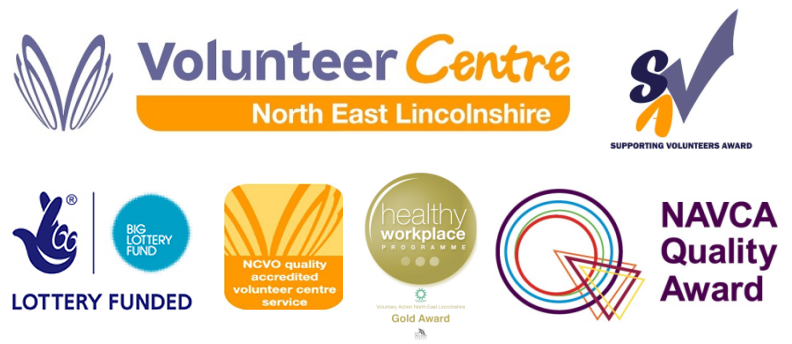 Volunteer Centre
North East Lincolnshire
SAV
SUPPORTING VOLUNTEERS AWARD
®
BIG
LOTTERY
FUND
LOTTERY FUNDED
NCVO quality
accredited
volunteer centre
service
healthy
workplace
PROGRAMME
Voluntary Action North East Lincolnshire
Gold Award
NAVCA
Quality
Award